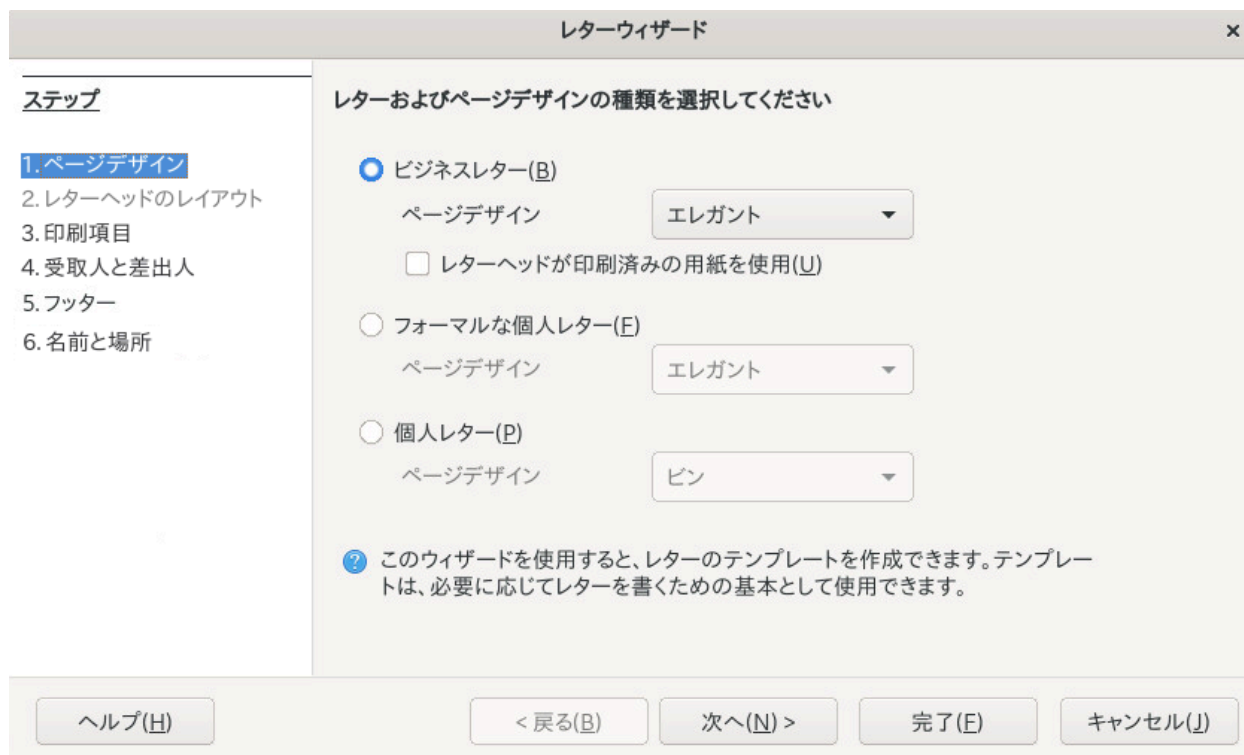 レターウィザード
×
ステップ
1.ページデザイン
2.レターヘッドのレイアウト
3.印刷項目
4.受取人と差出人
5.フッター
6.名前と場所
レターおよびページデザインの種類を選択してください
ビジネスレター(B)
ページデザイン エレガント
レターヘッドが印刷済みの用紙を使用(U)
フォーマルな個人レター(F)
ページデザイン エレガント
個人レター(P)
ページデザイン ビン
? このウィザードを使用すると、レターのテンプレートを作成できます。テンプレー
トは、必要に応じてレターを書くための基本として使用できます。
ヘルプ(H) < 戻る(B) 次へ(N) > 完了(F) キャンセル(J)